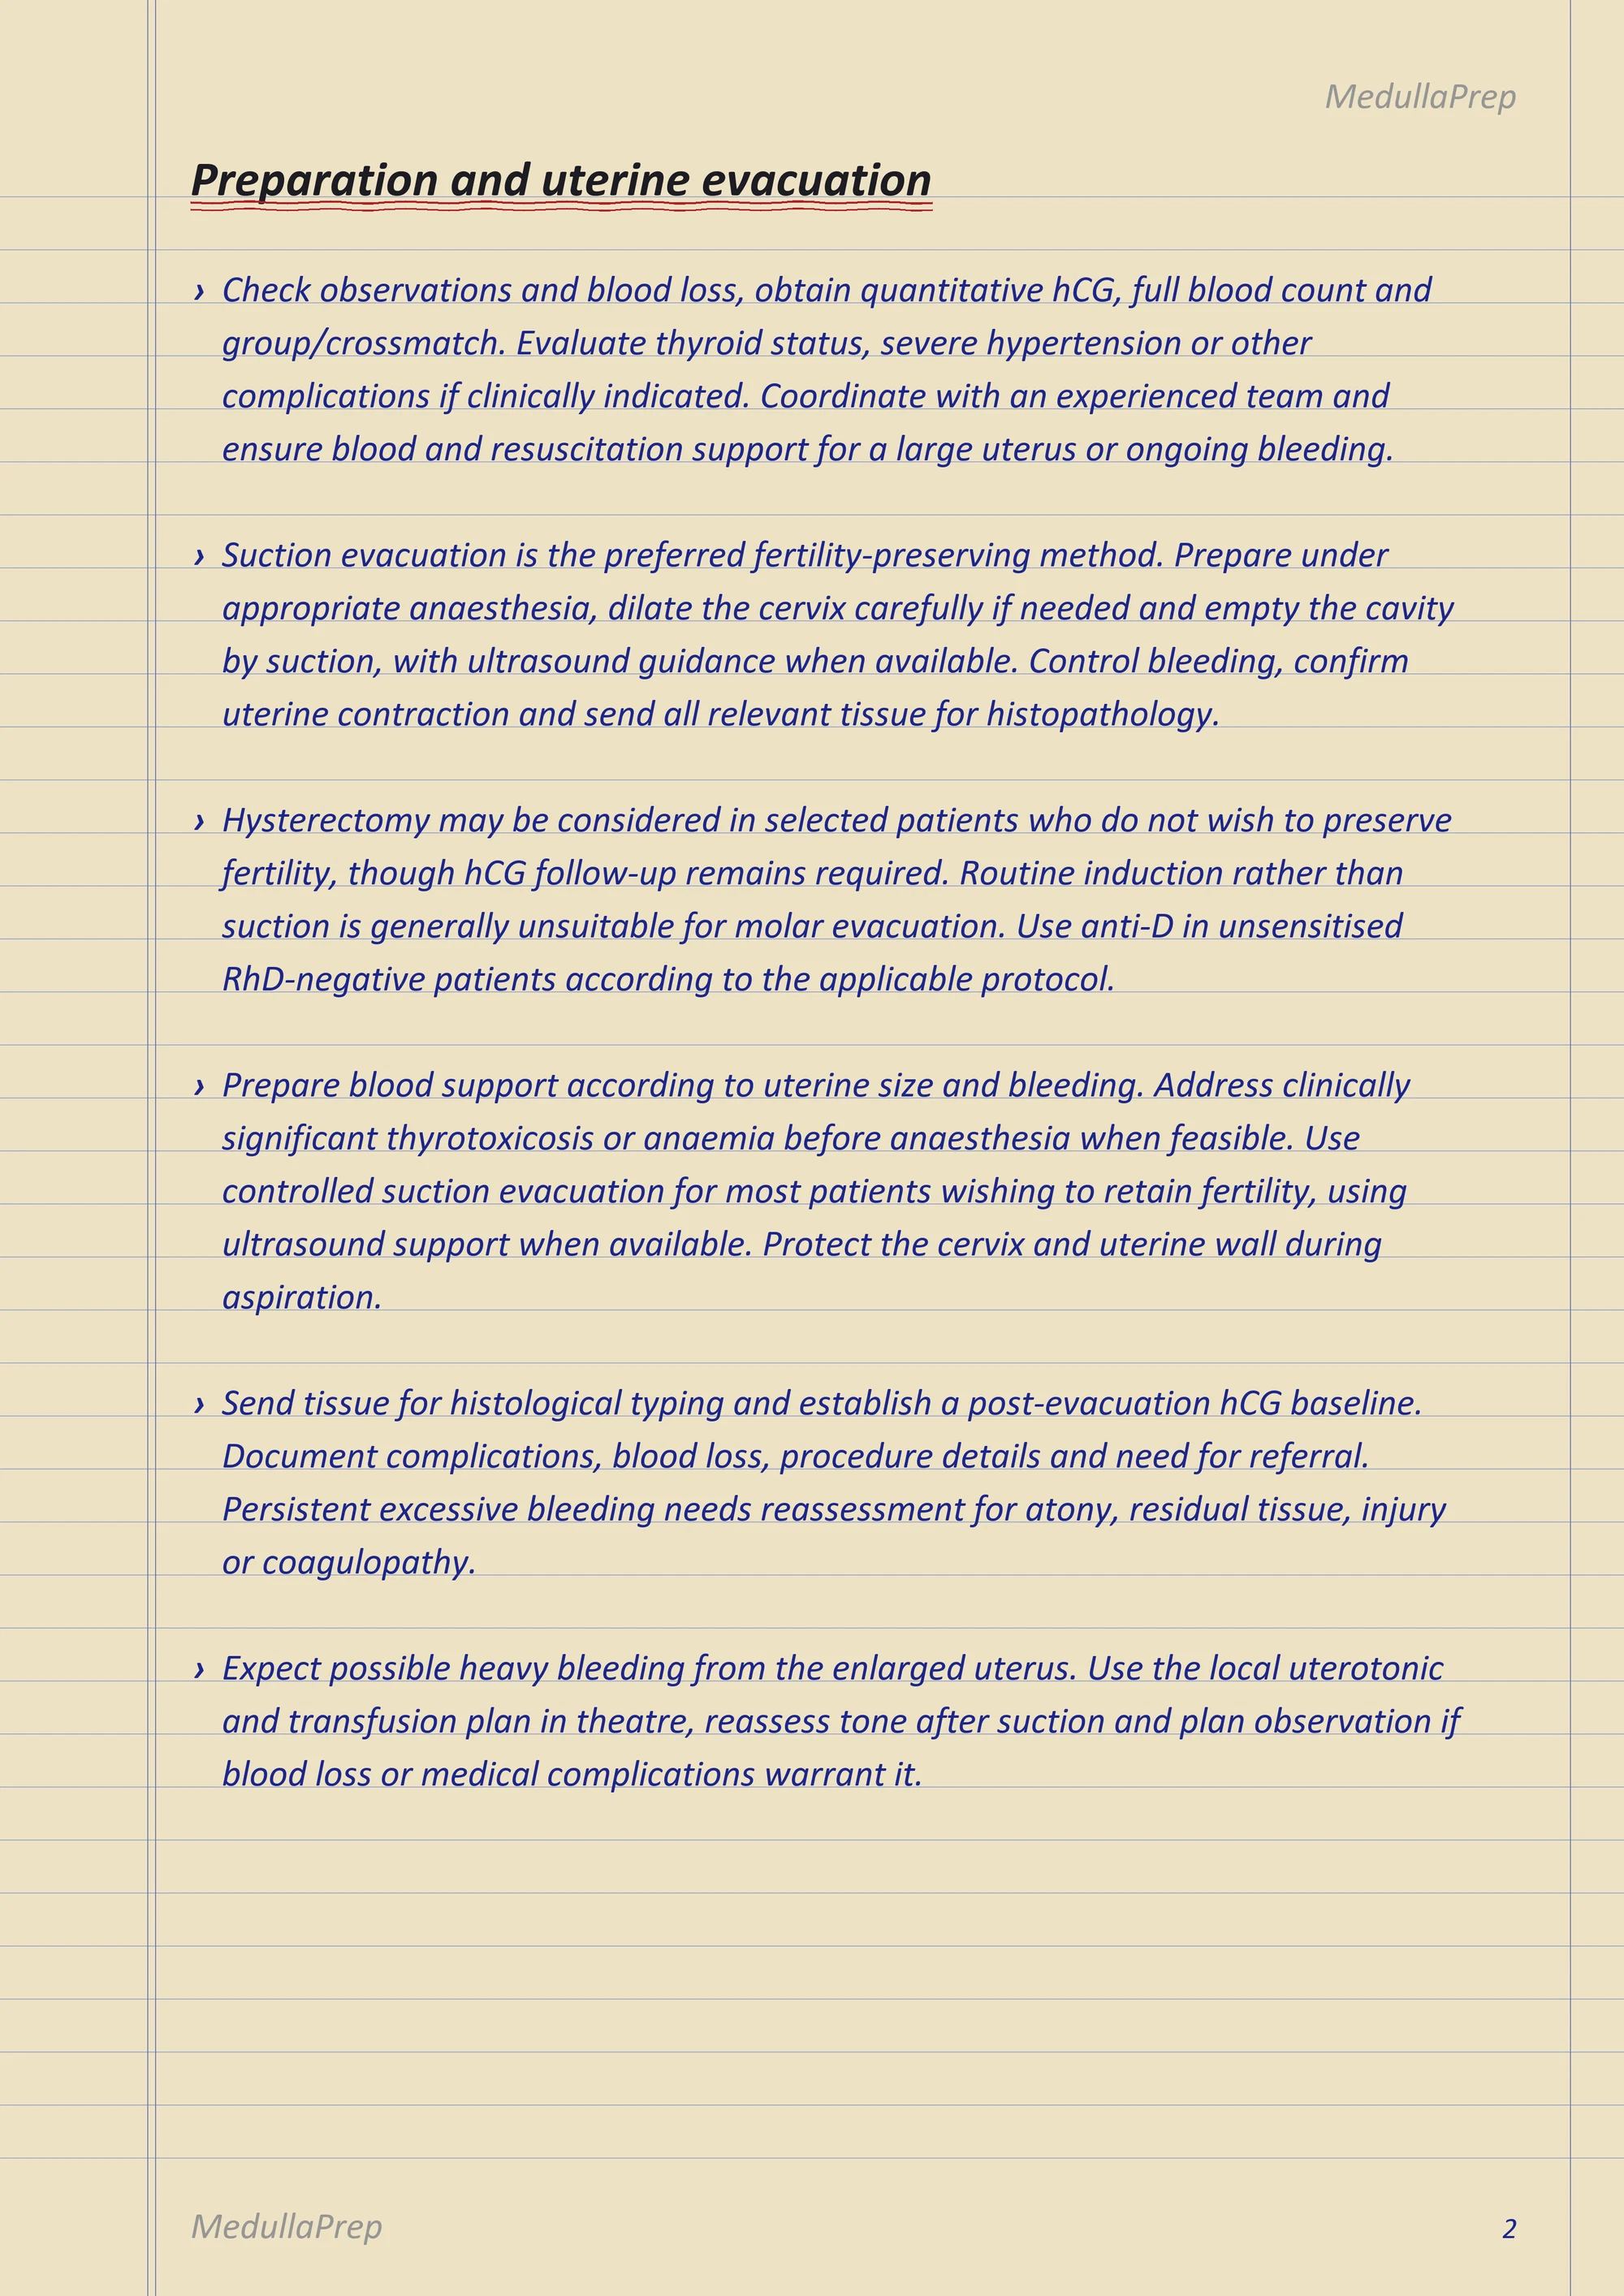 MedullaPrep
Preparation and uterine evacuation
› Check observations and blood loss, obtain quantitative hCG, full blood count and
group/crossmatch. Evaluate thyroid status, severe hypertension or other
complications if clinically indicated. Coordinate with an experienced team and
ensure blood and resuscitation support for a large uterus or ongoing bleeding.
› Suction evacuation is the preferred fertility-preserving method. Prepare under
appropriate anaesthesia, dilate the cervix carefully if needed and empty the cavity
by suction, with ultrasound guidance when available. Control bleeding, confirm
uterine contraction and send all relevant tissue for histopathology.
› Hysterectomy may be considered in selected patients who do not wish to preserve
fertility, though hCG follow-up remains required. Routine induction rather than
suction is generally unsuitable for molar evacuation. Use anti-D in unsensitised
RhD-negative patients according to the applicable protocol.
› Prepare blood support according to uterine size and bleeding. Address clinically
significant thyrotoxicosis or anaemia before anaesthesia when feasible. Use
controlled suction evacuation for most patients wishing to retain fertility, using
ultrasound support when available. Protect the cervix and uterine wall during
aspiration.
› Send tissue for histological typing and establish a post-evacuation hCG baseline.
Document complications, blood loss, procedure details and need for referral.
Persistent excessive bleeding needs reassessment for atony, residual tissue, injury
or coagulopathy.
› Expect possible heavy bleeding from the enlarged uterus. Use the local uterotonic
and transfusion plan in theatre, reassess tone after suction and plan observation if
blood loss or medical complications warrant it.
MedullaPrep
2